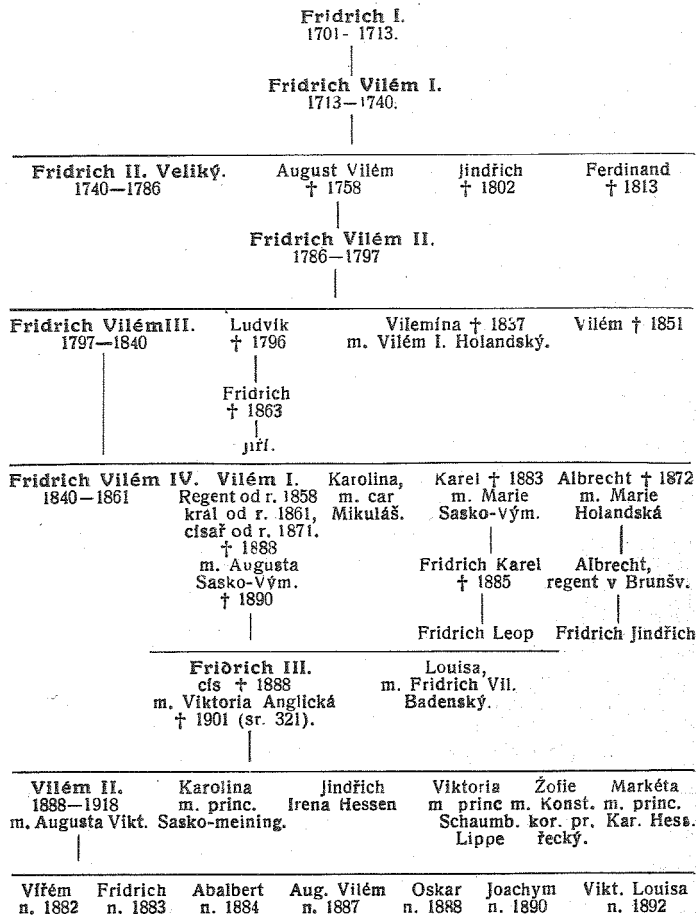 Fridrich I.
1701- 1713.
Fridrich Vilém I.
1713—1740.
Fridrich II. Veliký. August Vilém Jindřich Ferdinand
1740—1786 † 1758 † 1802 † 1813
Fridrich Vilém II.
1786—1797
Fridrich VilémIII. Ludvík Vilemína † 1837 Vilém † 1851
1797—1840 † 1796 m. Vilém I. Holandský.
Fridrich
† 1863
Jiří.
Fridrich Vilém IV. Vilém I. Karolina, Karel † 1883 Albrecht † 1872
1840—1861 Regent od r. 1858 m. car m. Marie m. Marie
král od r. 1861, Mikuláš. Sasko-Vým. Holandská
císař od r. 1871.
† 1888
m. Augusta Fridrich Karel Albrecht,
Sasko-Vým. † 1885 regent v Brunšv.
† 1890
Fridrich Leop Fridrich Jindřich
Fridrich III. Louisa,
cís † 1888 m. Fridrich Vil.
m. Viktoria Anglická Badenský.
† 1901 (sr. 321).
Vilém II. Karolina Jindřich Viktoria Žofie Markéta
1888—1918 m. princ. Irena Hessen m princ m. Konst. m. princ.
m. Augusta Vikt. Sasko-meining. Schaumb. kor. pr. Kar. Hess.
Lippe řecký.
Vířém Fridrich Abalbert Aug. Vilém Oskar Joachym Vikt. Louisa
n. 1882 n. 1883 n. 1884 n. 1887 n. 1888 n. 1890 n. 1892